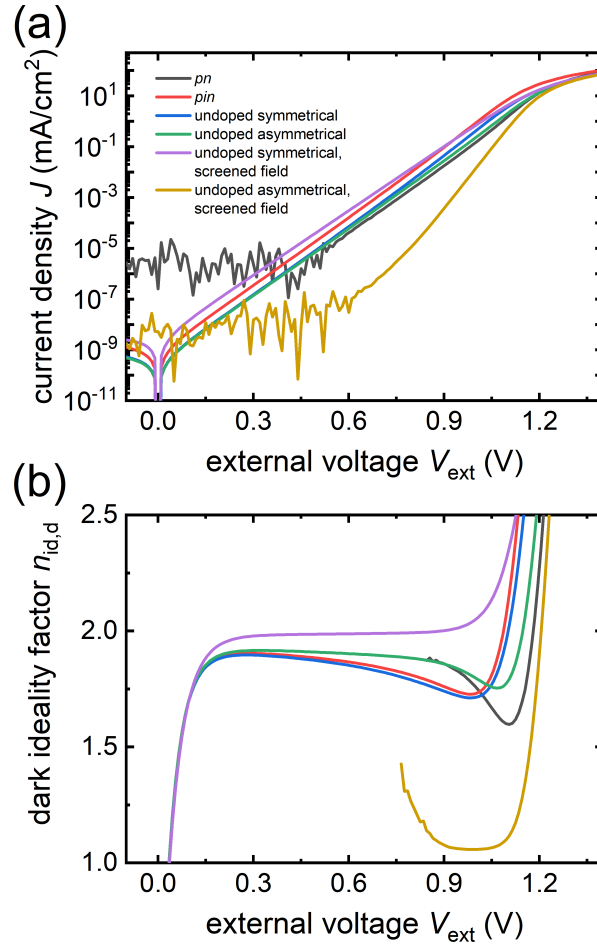 (a)
current density J (mA/cm²)
10¹
10⁻¹
10⁻³
10⁻⁵
10⁻⁷
10⁻⁹
10⁻¹¹
pn
pin
undoped symmetrical
undoped asymmetrical
undoped symmetrical,
screened field
undoped asymmetrical,
screened field
0.0 0.3 0.6 0.9 1.2
external voltage V_ext (V)
(b)
dark ideality factor n_id,d
2.5
2.0
1.5
1.0
0.0 0.3 0.6 0.9 1.2
external voltage V_ext (V)